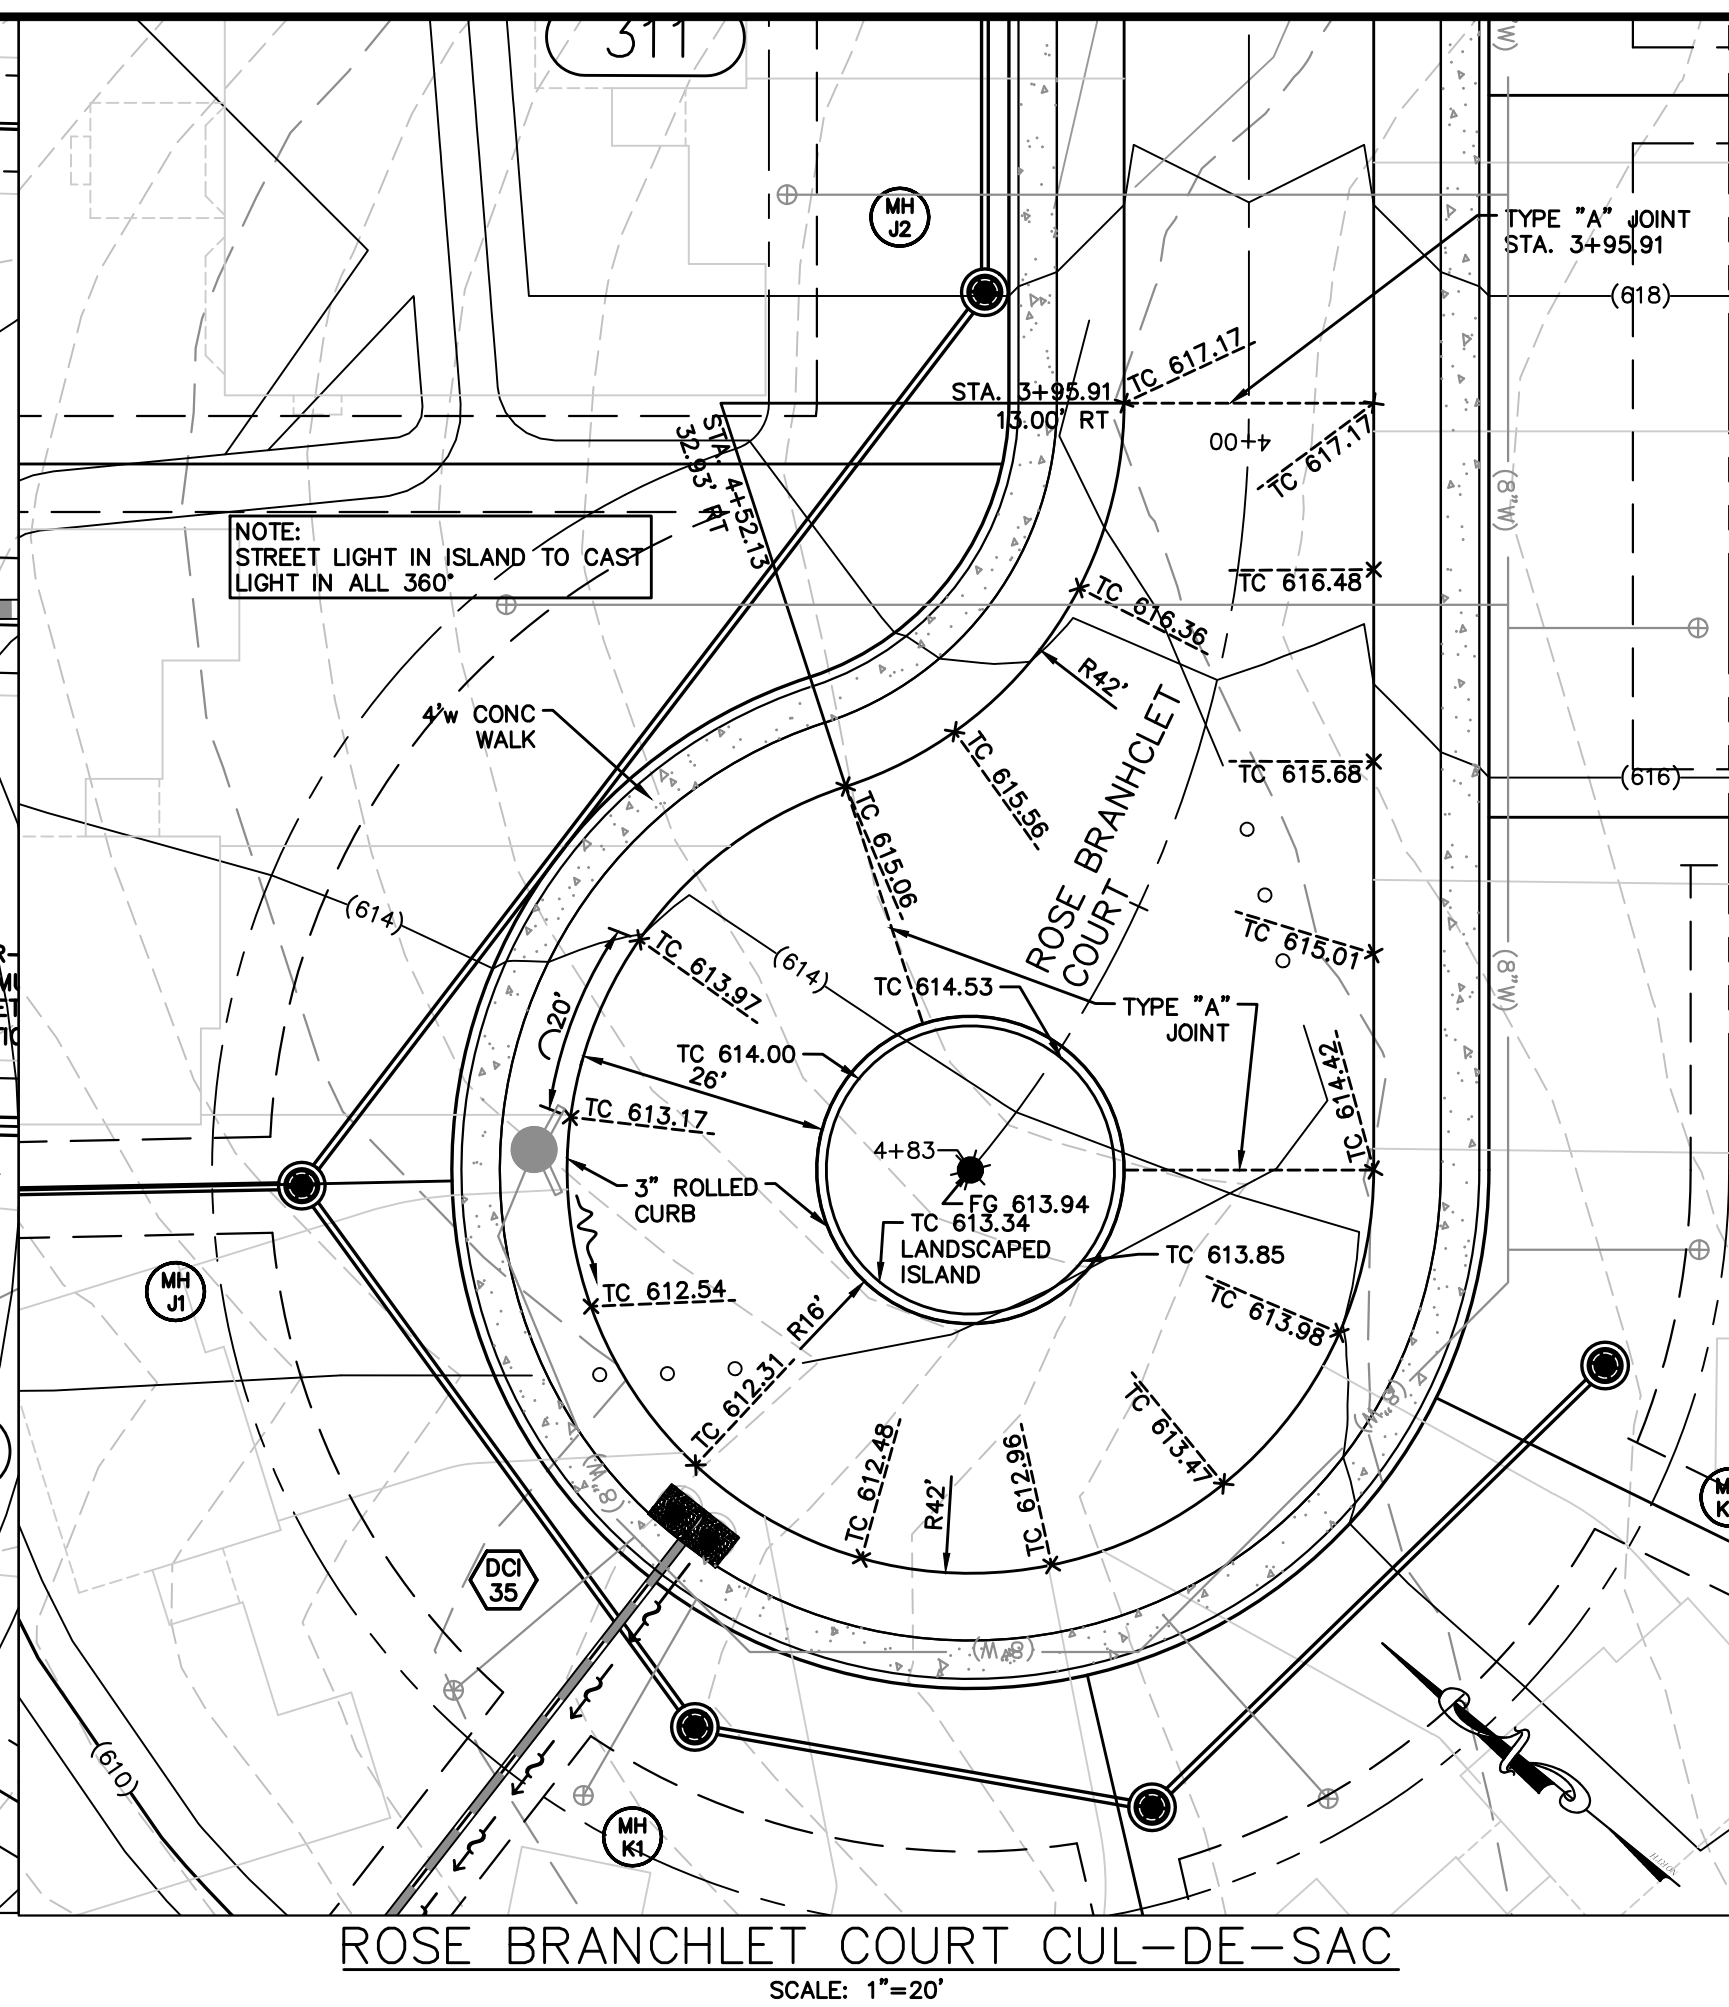 311
(W)
MH
J2
TYPE "A" JOINT
STA. 3+95.91
(618)
TC 617.17
STA. 3+95.91
13.00' RT
4+00
TC 617.17
STA. 4+52.13
32.93' RT
(8"W)
NOTE:
STREET LIGHT IN ISLAND TO CAST
LIGHT IN ALL 360°
TC 616.48
TC 616.36
R42'
4'w CONC
WALK
TC 615.56
TC 615.68
(616)
ROSE BRANHCLET
COURT
TC 615.06
(614)
TC 613.97
(614)
TC 614.53
TC 615.01
(8"W)
20'
TYPE "A"
JOINT
TC 614.00
26'
TC 614.42
TC 613.17
4+83
3" ROLLED
CURB
FG 613.94
TC 613.34
LANDSCAPED
ISLAND
TC 613.85
MH
J1
TC 612.54
R16'
TC 613.98
TC 612.31
TC 613.47
(8"W)
TC 612.48
R42'
TC 612.96
(8"W)
DCI
35
(8"W)
(610)
MH
K1
NORTH
ROSE BRANCHLET COURT CUL-DE-SAC
SCALE: 1"=20'